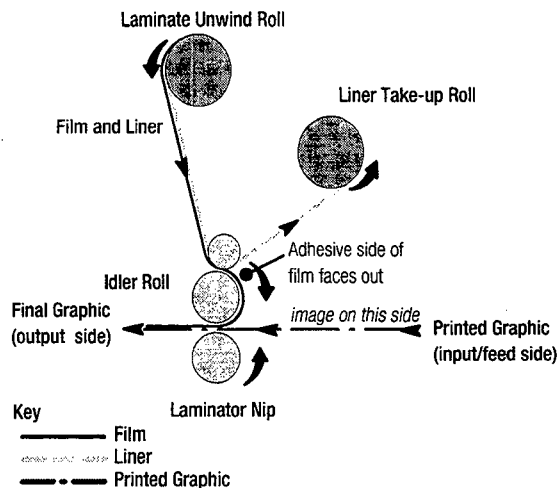 Laminate Unwind Roll
Liner Take-up Roll
Film and Liner
Adhesive side of
film faces out
Idler Roll
Final Graphic
(output side)
image on this side
Printed Graphic
(input/feed side)
Laminator Nip
Key
Film
Liner
Printed Graphic